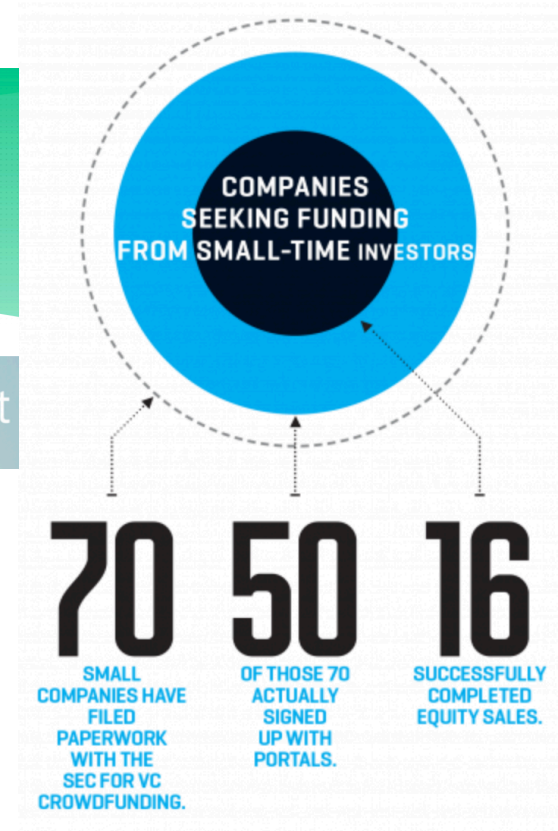 COMPANIES
SEEKING FUNDING
FROM SMALL-TIME INVESTORS
t
70
SMALL
COMPANIES HAVE
FILED
PAPERWORK
WITH THE
SEC FOR VC
CROWDFUNDING.
50
OF THOSE 70
ACTUALLY
SIGNED
UP WITH
PORTALS.
16
SUCCESSFULLY
COMPLETED
EQUITY SALES.